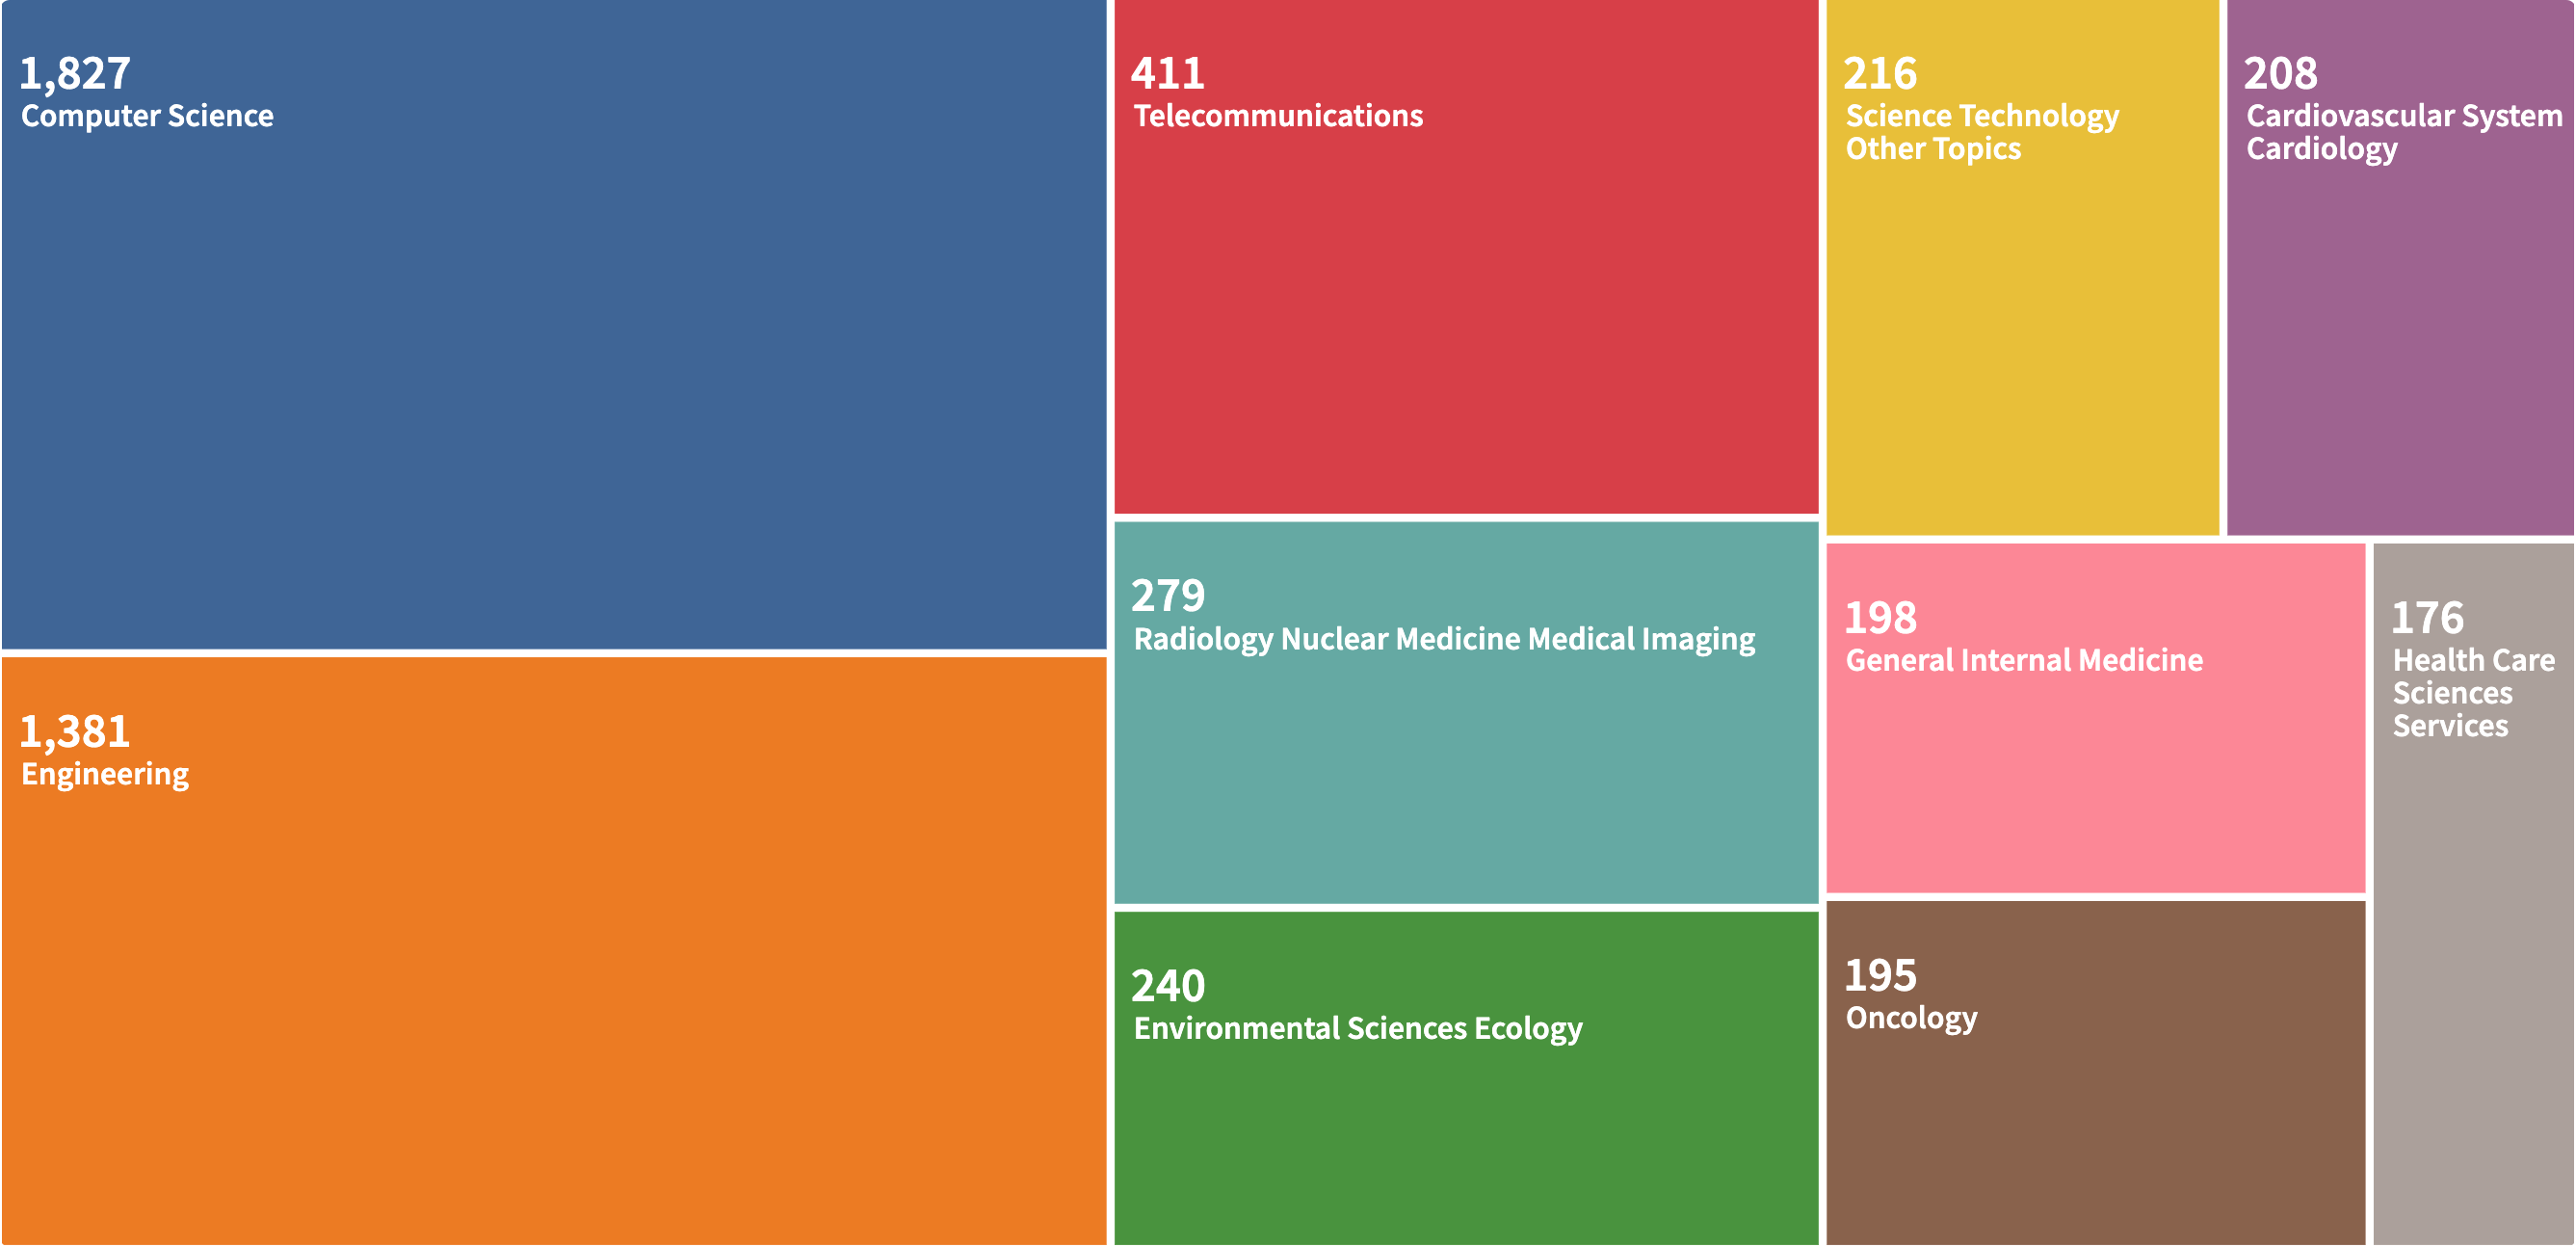 1,827
Computer Science
1,381
Engineering
411
Telecommunications
279
Radiology Nuclear Medicine Medical Imaging
240
Environmental Sciences Ecology
216
Science Technology
Other Topics
208
Cardiovascular System
Cardiology
198
General Internal Medicine
195
Oncology
176
Health Care
Sciences
Services